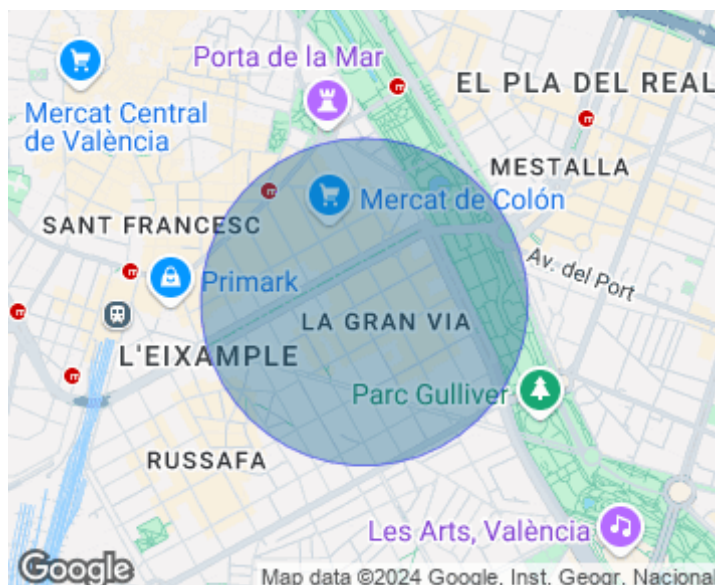 Porta de la Mar
EL PLA DEL REAL
Mercat Central
de València
MESTALLA
Mercat de Colón
SANT FRANCESC
Av. del Port
Primark
LA GRAN VIA
L'EIXAMPLE
Parc Gulliver
RUSSAFA
Les Arts, València
Google
Map data ©2024 Google, Inst. Geogr. Nacional